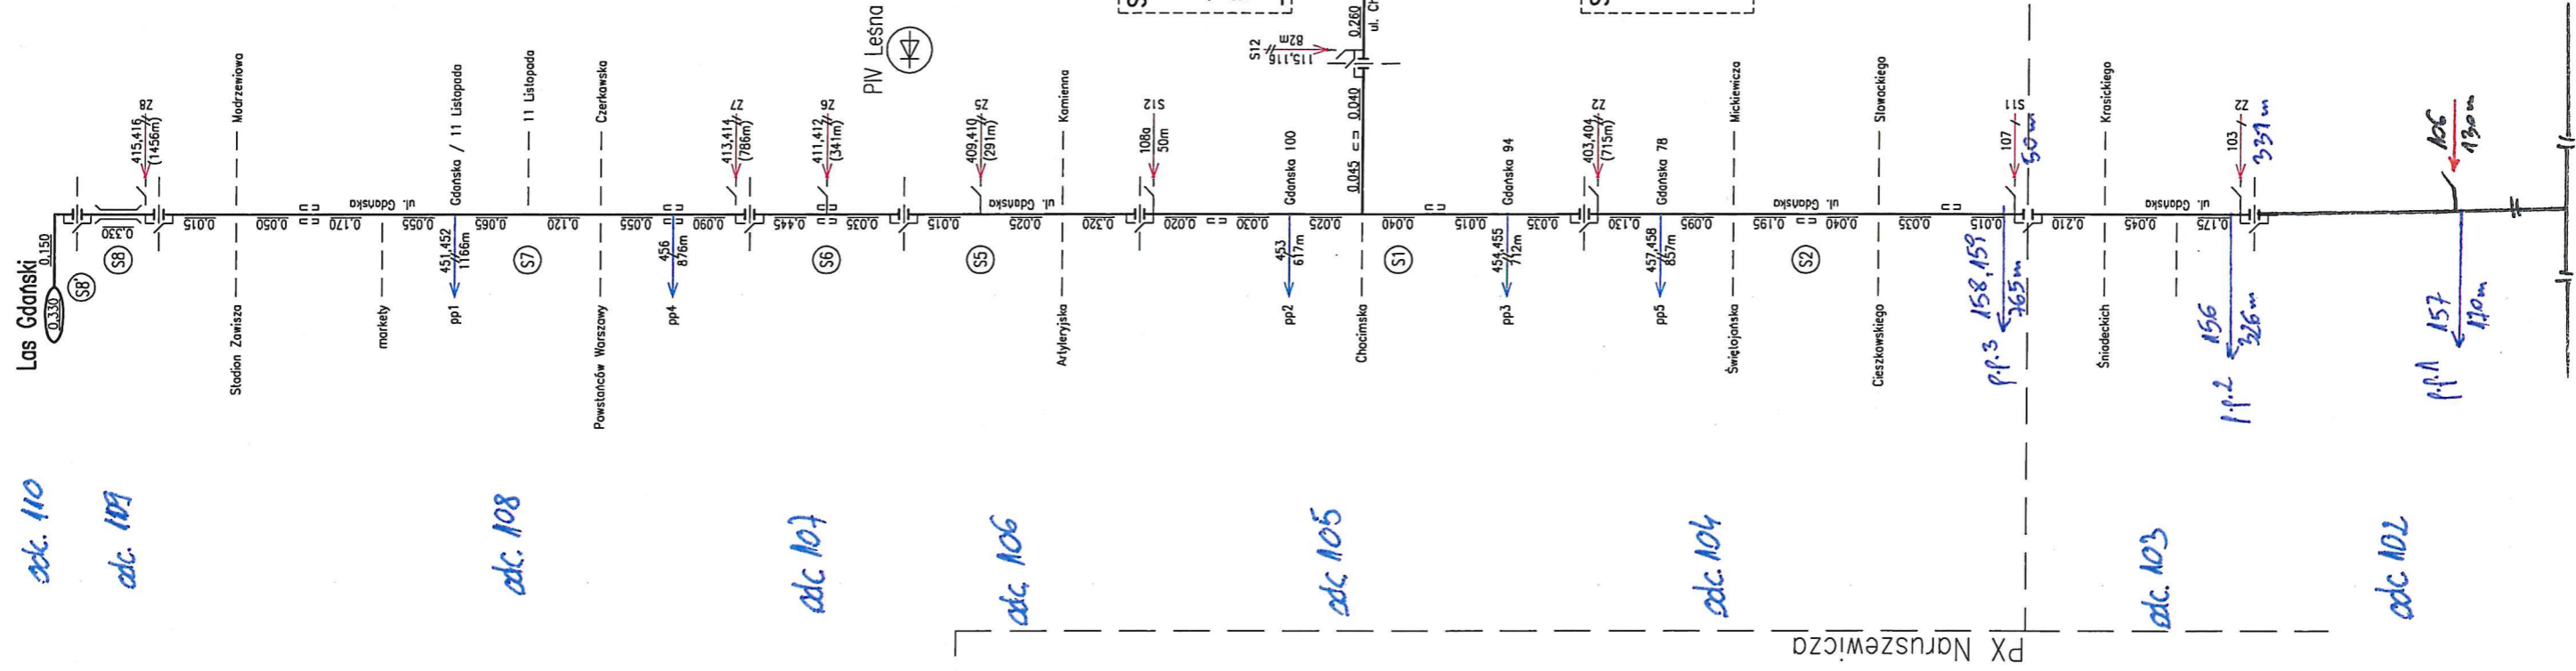 Las Gdański
0.330
0.150
S8'
S8
0.330
415,416
(1456m)
Z8
0.015
Stadion Zawisza
Modrzewiowa
0.050
0.170
ul. Gdańska
markety
0.055
Gdańska / 11 Listopada
451,452
1166m
pp1
0.065
11 Listopada
S7
0.120
Powstańców Warszawy
Czerkawska
0.055
456
876m
pp4
0.090
413,414
(786m)
Z7
0.445
411,412
(341m)
Z6
S6
0.035
PIV Leśna
0.015
409,410
(291m)
Z5
S5
0.025
Artyleryjska
Kamienna
ul. Gdańska
0.320
108a
50m
S12
0.020
0.030
Gdańska 100
453
617m
pp2
0.025
Chocimska
0.045
0.040
0.260
S12
115,116
82m
S1
0.040
0.015
Gdańska 94
454,455
712m
pp3
0.035
403,404
(715m)
Z2
0.130
Gdańska 78
457,458
857m
pp5
0.095
Świętojańska
Mickiewicza
0.195
S2
0.040
ul. Gdańska
Cieszkowskiego
Słowackiego
0.035
0.015
107
S11
50m
p.p.3
158,159
765m
0.210
Śniadeckich
Krasickiego
0.045
ul. Gdańska
0.175
103
Z2
331m
p.p.2
156
326m
106
130m
p.p.1
157
170m
odc. 110
odc. 109
odc. 108
odc. 107
odc. 106
odc. 105
odc. 104
odc. 103
odc. 102
PX Naruszewicza